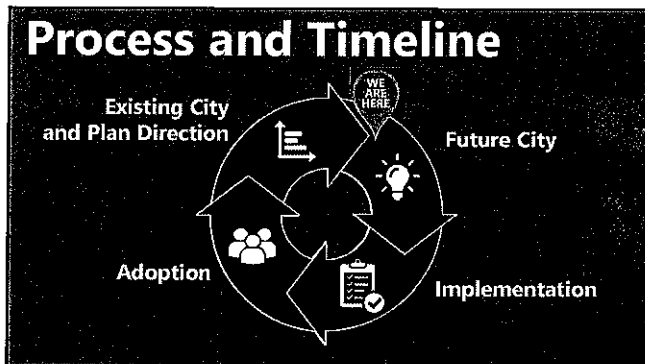 Process and Timeline
WE
ARE
HERE
Existing City
and Plan Direction
Future City
Adoption
Implementation